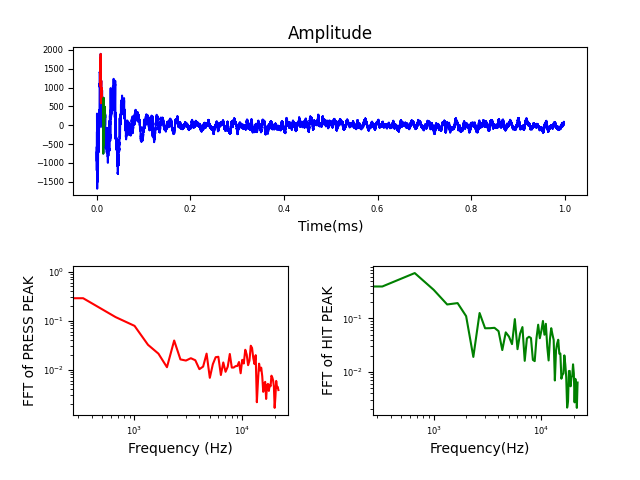 Amplitude
2000
1500
1000
500
0
−500
−1000
−1500
0.0 0.2 0.4 0.6 0.8 1.0
Time(ms)
FFT of PRESS PEAK
10⁰
10⁻¹
10⁻²
10³ 10⁴
Frequency (Hz)
FFT of HIT PEAK
10⁻¹
10⁻²
10³ 10⁴
Frequency(Hz)